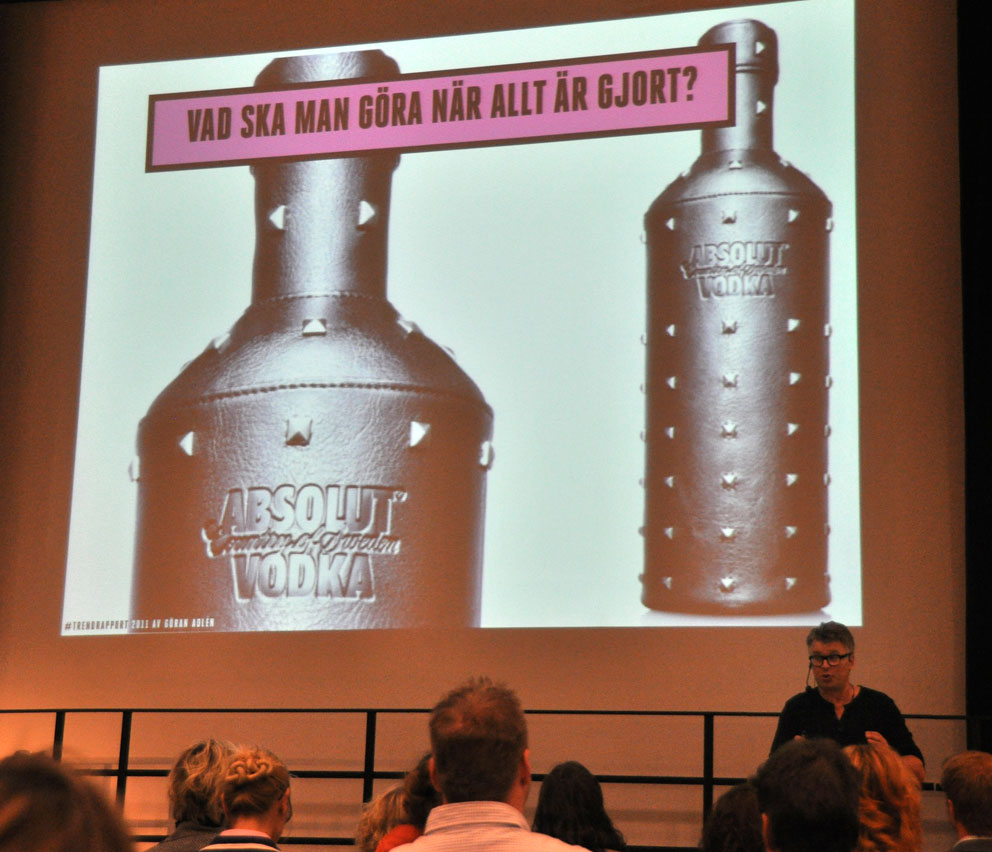 VAD SKA MAN GÖRA NÄR ALLT ÄR GJORT?
ABSOLUT
Country of Sweden
VODKA
ABSOLUT
Country of Sweden
VODKA
#TRENDRAPPORT 2011 AV GÖRAN ADLÉN